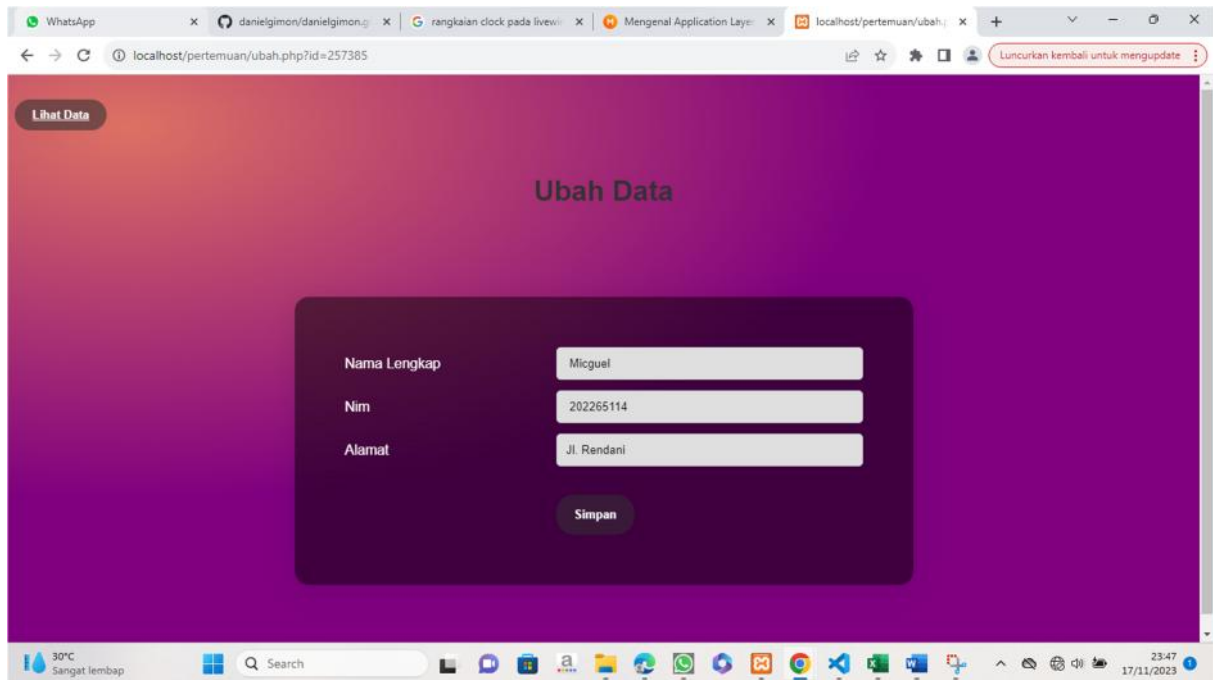 WhatsApp
danielgimon/danielgimon.g
rangkaian clock pada livewir
Mengenal Application Laye
localhost/pertemuan/ubah.p
localhost/pertemuan/ubah.php?id=257385
Luncurkan kembali untuk mengupdate
Lihat Data
Ubah Data
Nama Lengkap Micguel
Nim 202265114
Alamat Jl. Rendani
Simpan
30°C
Sangat lembap
Search
23:47
17/11/2023